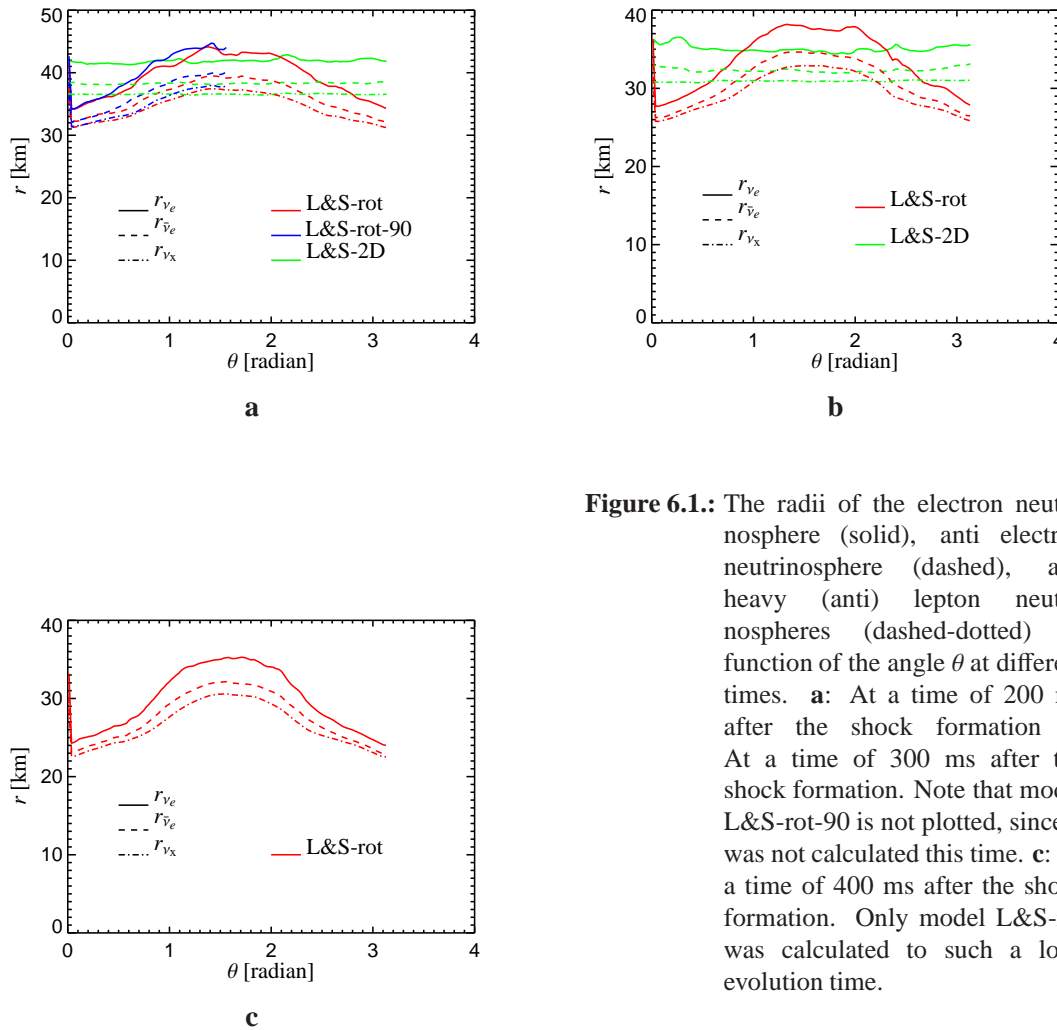 50
40
30
20
10
0
r [km]
r_νe
r_ν̄e
r_νx
L&S-rot
L&S-rot-90
L&S-2D
0 1 2 3 4
θ [radian]
a
40
30
20
10
0
r [km]
r_νe
r_ν̄e
r_νx
L&S-rot
L&S-2D
0 1 2 3 4
θ [radian]
b
40
30
20
10
0
r [km]
r_νe
r_ν̄e
r_νx
L&S-rot
0 1 2 3 4
θ [radian]
c
Figure 6.1.: The radii of the electron neut
nosphere (solid), anti electr
neutrinosphere (dashed), a
heavy (anti) lepton neut
nospheres (dashed-dotted)
function of the angle θ at differe
times. a: At a time of 200
after the shock formation
At a time of 300 ms after t
shock formation. Note that mod
L&S-rot-90 is not plotted, since
was not calculated this time. c:
a time of 400 ms after the sho
formation. Only model L&S-
was calculated to such a lo
evolution time.